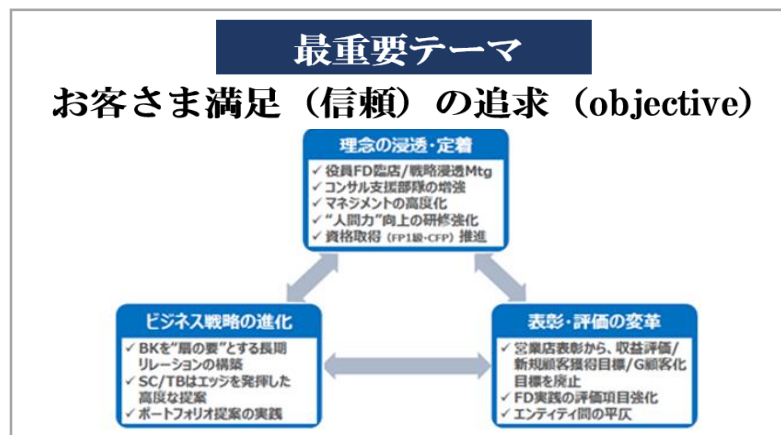 最重要テーマ
お客さま満足（信頼）の追求（objective）
理念の浸透・定着
✓ 役員FD臨店/戦略浸透Mtg
✓ コンサル支援部隊の増強
✓ マネジメントの高度化
✓ “人間力”向上の研修強化
✓ 資格取得（FP1級・CFP）推進
ビジネス戦略の進化
✓ BKを“扇の要”とする長期
リレーションの構築
✓ SC/TBはエッジを発揮した
高度な提案
✓ ポートフォリオ提案の実践
表彰・評価の変革
✓ 営業店表彰から、収益評価/
新規顧客獲得目標/G顧客化
目標を廃止
✓ FD実践の評価項目強化
✓ エンティティ間の平仄